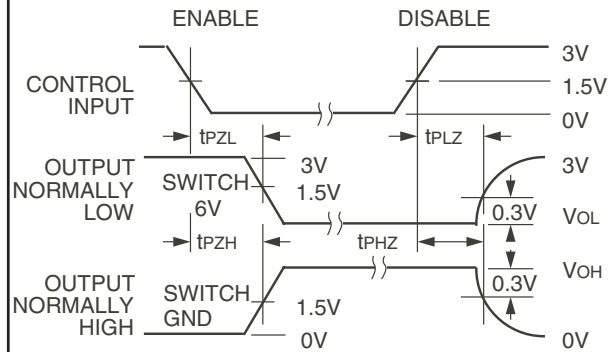 ENABLE DISABLE
3V
CONTROL INPUT 1.5V
0V
tPZL tPLZ
OUTPUT NORMALLY LOW
SWITCH 6V
3V
1.5V
3V
0.3V VOL
tPZH tPHZ
OUTPUT NORMALLY HIGH
SWITCH GND
1.5V
0V
VOH
0.3V
0V